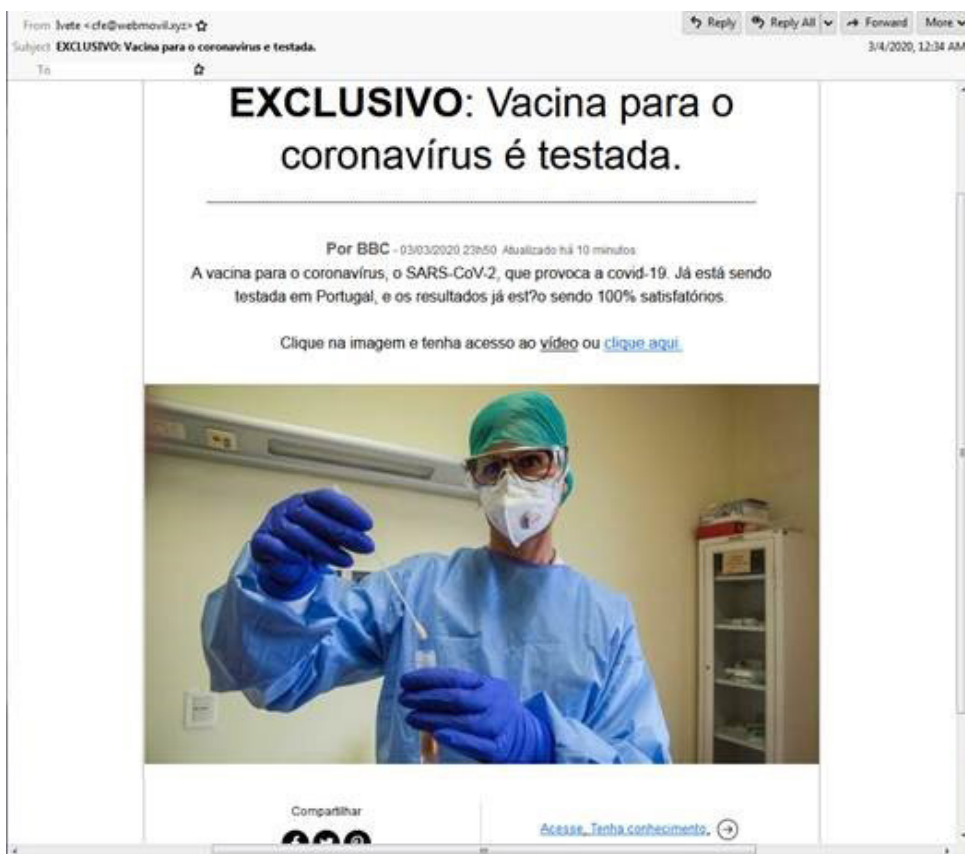 From Ivete <cfe@webmovil.xyz>
Reply Reply All Forward More
Subject EXCLUSIVO: Vacina para o coronavirus e testada.
3/4/2020, 12:34 AM
To
EXCLUSIVO: Vacina para o
coronavírus é testada.
Por BBC - 03/03/2020 23h50 Atualizado há 10 minutos
A vacina para o coronavírus, o SARS-CoV-2, que provoca a covid-19. Já está sendo
testada em Portugal, e os resultados já est?o sendo 100% satisfatórios.
Clique na imagem e tenha acesso ao vídeo ou clique aqui.
Compartilhar
Acesse, Tenha conhecimento,